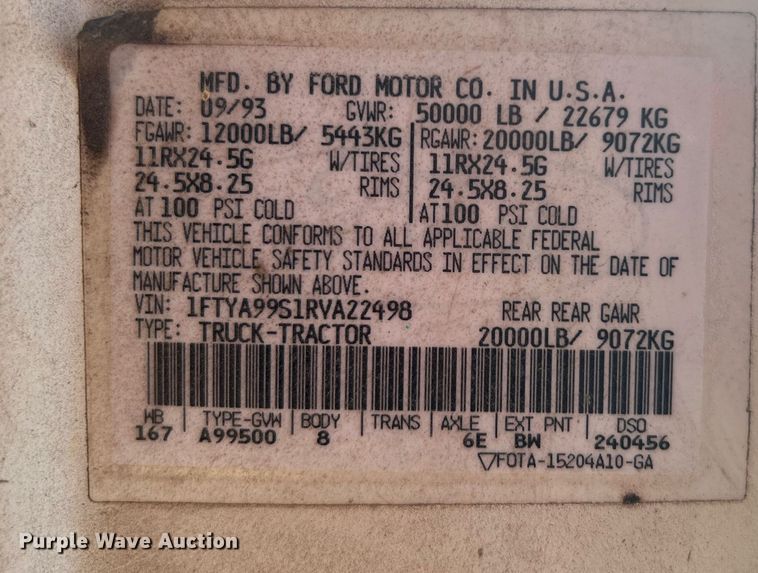 MFD. BY FORD MOTOR CO. IN U.S.A.
DATE: 09/93 GVWR: 50000 LB / 22679 KG
FGAWR: 12000LB/ 5443KG RGAWR: 20000LB/ 9072KG
11RX24.5G W/TIRES 11RX24.5G W/TIRES
24.5X8.25 RIMS 24.5X8.25 RIMS
AT 100 PSI COLD AT 100 PSI COLD
THIS VEHICLE CONFORMS TO ALL APPLICABLE FEDERAL
MOTOR VEHICLE SAFETY STANDARDS IN EFFECT ON THE DATE OF
MANUFACTURE SHOWN ABOVE.
VIN: 1FTYA99S1RVA22498 REAR REAR GAWR
TYPE: TRUCK-TRACTOR 20000LB/ 9072KG
WB TYPE-GVW BODY TRANS AXLE EXT PNT DSO
167 A99500 8 6E BW 240456
▽FOTA-15204A10-GA
Purple Wave Auction